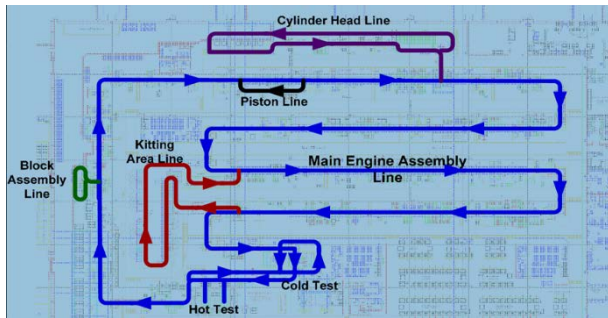 Cylinder Head Line
Piston Line
Kitting
Area Line
Main Engine Assembly
Line
Block
Assembly
Line
Cold Test
Hot Test